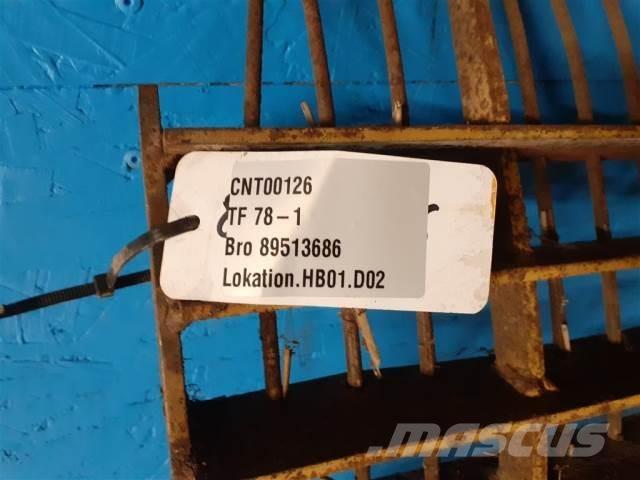 CNT00126
TF 78-1
Bro 89513686
Lokation.HB01.D02
MASCUS